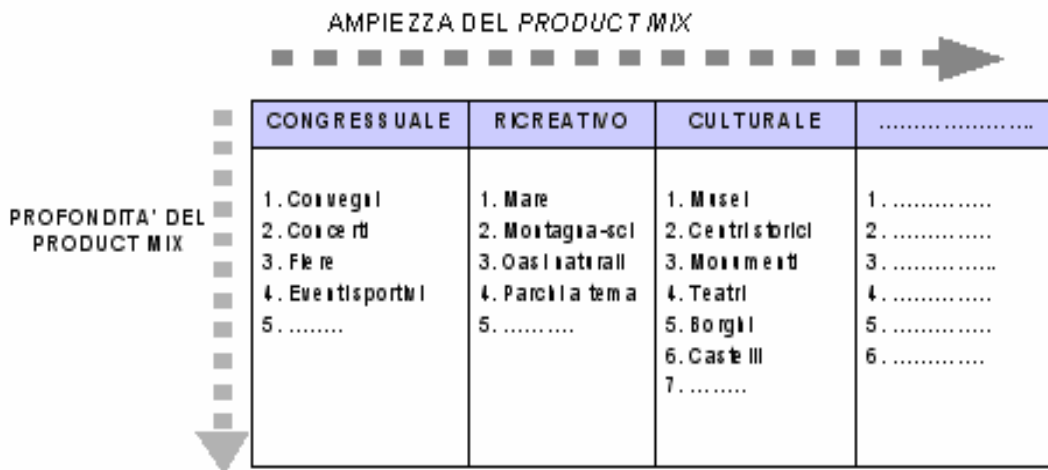 AMPIEZZA DEL PRODUCT MIX
CONGRESSUALE
RICREATIVO
CULTURALE
.....................
PROFONDITA' DEL
PRODUCT MIX
1. Convegni
2. Concerti
3. Fiere
4. Eventi sportivi
5. ........
1. Mare
2. Montagna-sci
3. Oasi naturali
4. Parchi a tema
5. ..........
1. Musei
2. Centri storici
3. Monumenti
4. Teatri
5. Borghi
6. Castelli
7. ........
1. ..............
2. ..............
3. ..............
4. ..............
5. ..............
6. .............